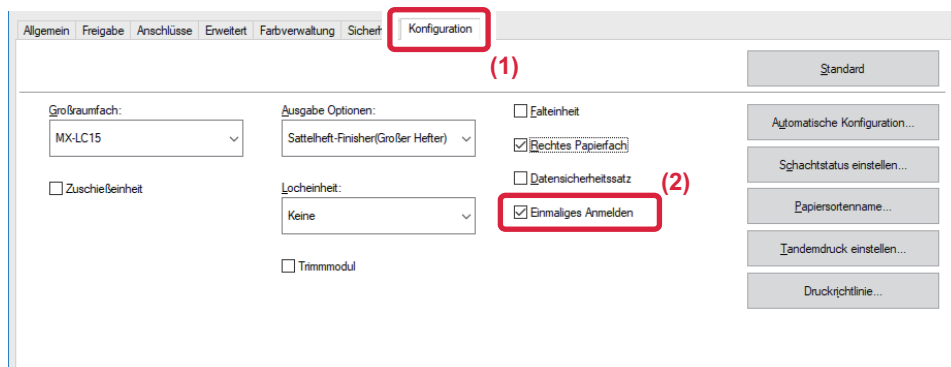 Allgemein Freigabe Anschlüsse Erweitert Farbverwaltung Sicherh Konfiguration
(1)
Standard
Großraumfach:
MX-LC15
Zuschießeinheit
Ausgabe Optionen:
Sattelheft-Finisher(Großer Hefter)
Locheinheit:
Keine
Trimmmodul
Falteinheit
Rechtes Papierfach
Datensicherheitssatz
(2)
Einmaliges Anmelden
Automatische Konfiguration...
Schachtstatus einstellen...
Papiersortenname...
Tandemdruck einstellen...
Druckrichtlinie...